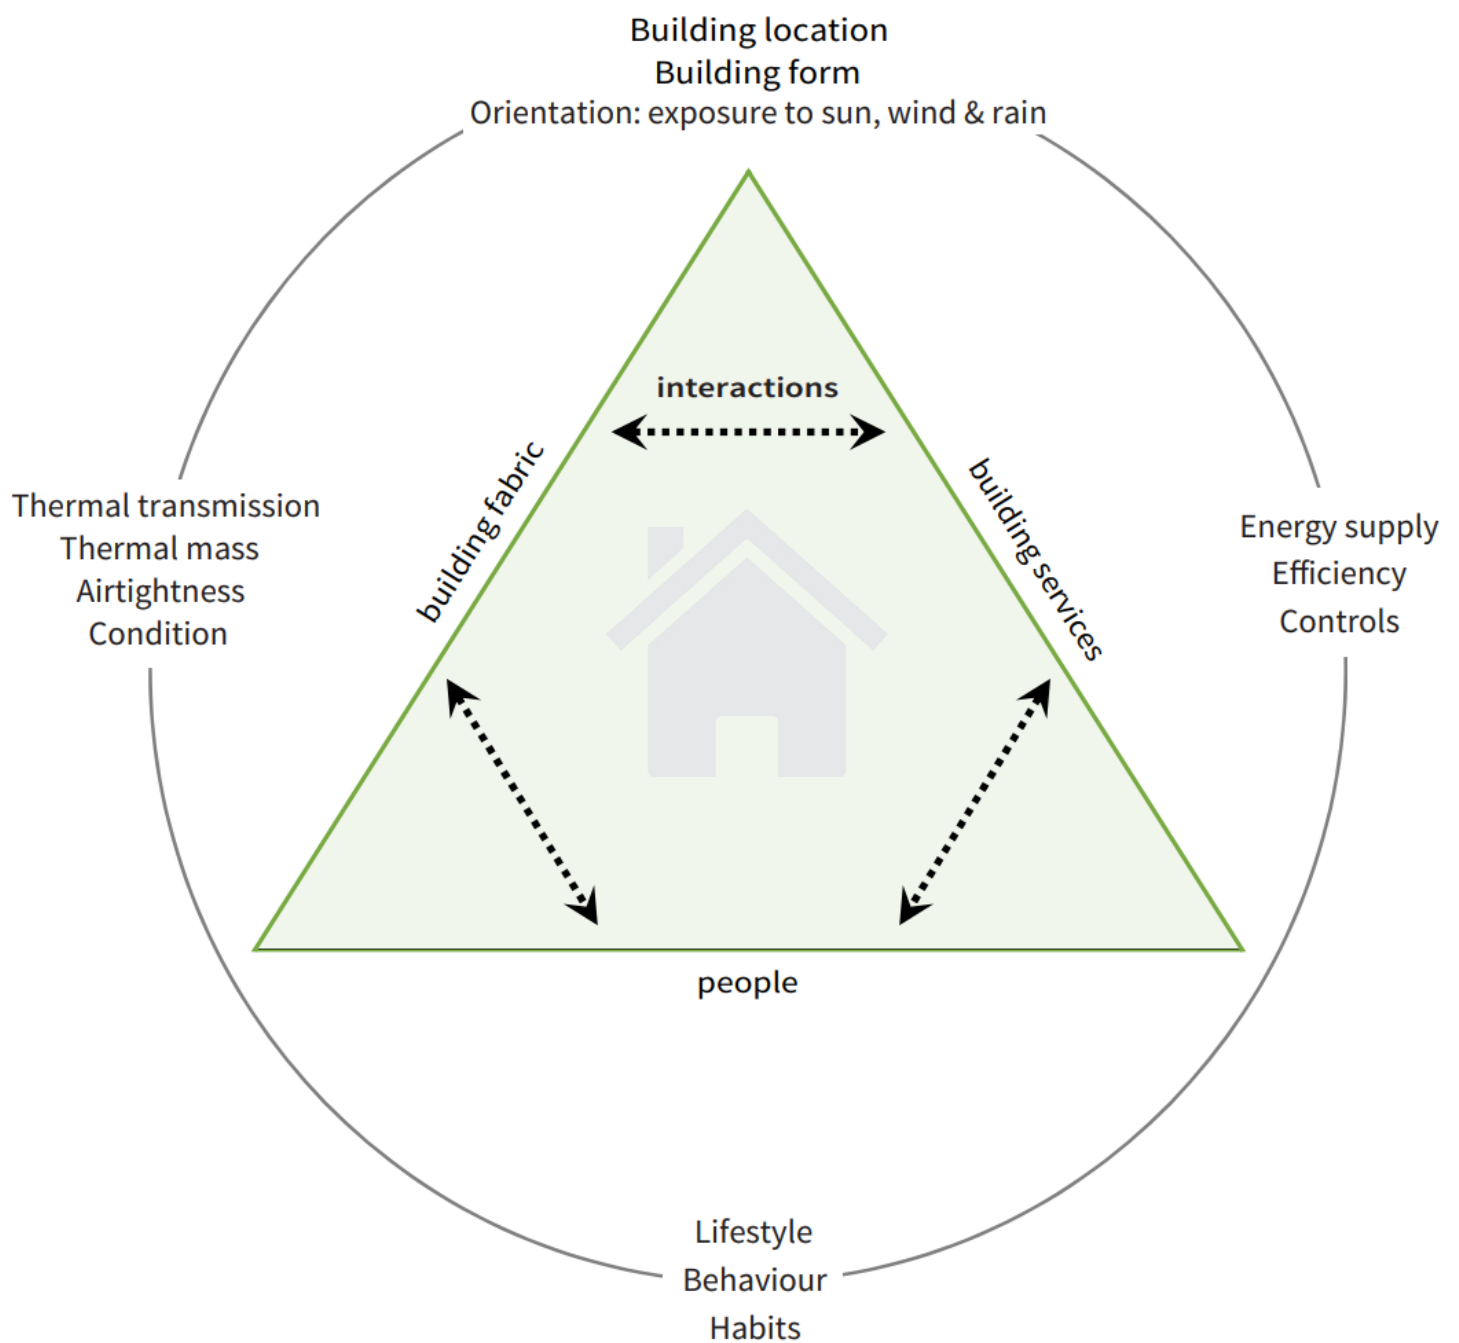 Building location
Building form
Orientation: exposure to sun, wind & rain
interactions
building fabric
building services
Thermal transmission
Thermal mass
Airtightness
Condition
Energy supply
Efficiency
Controls
people
Lifestyle
Behaviour
Habits